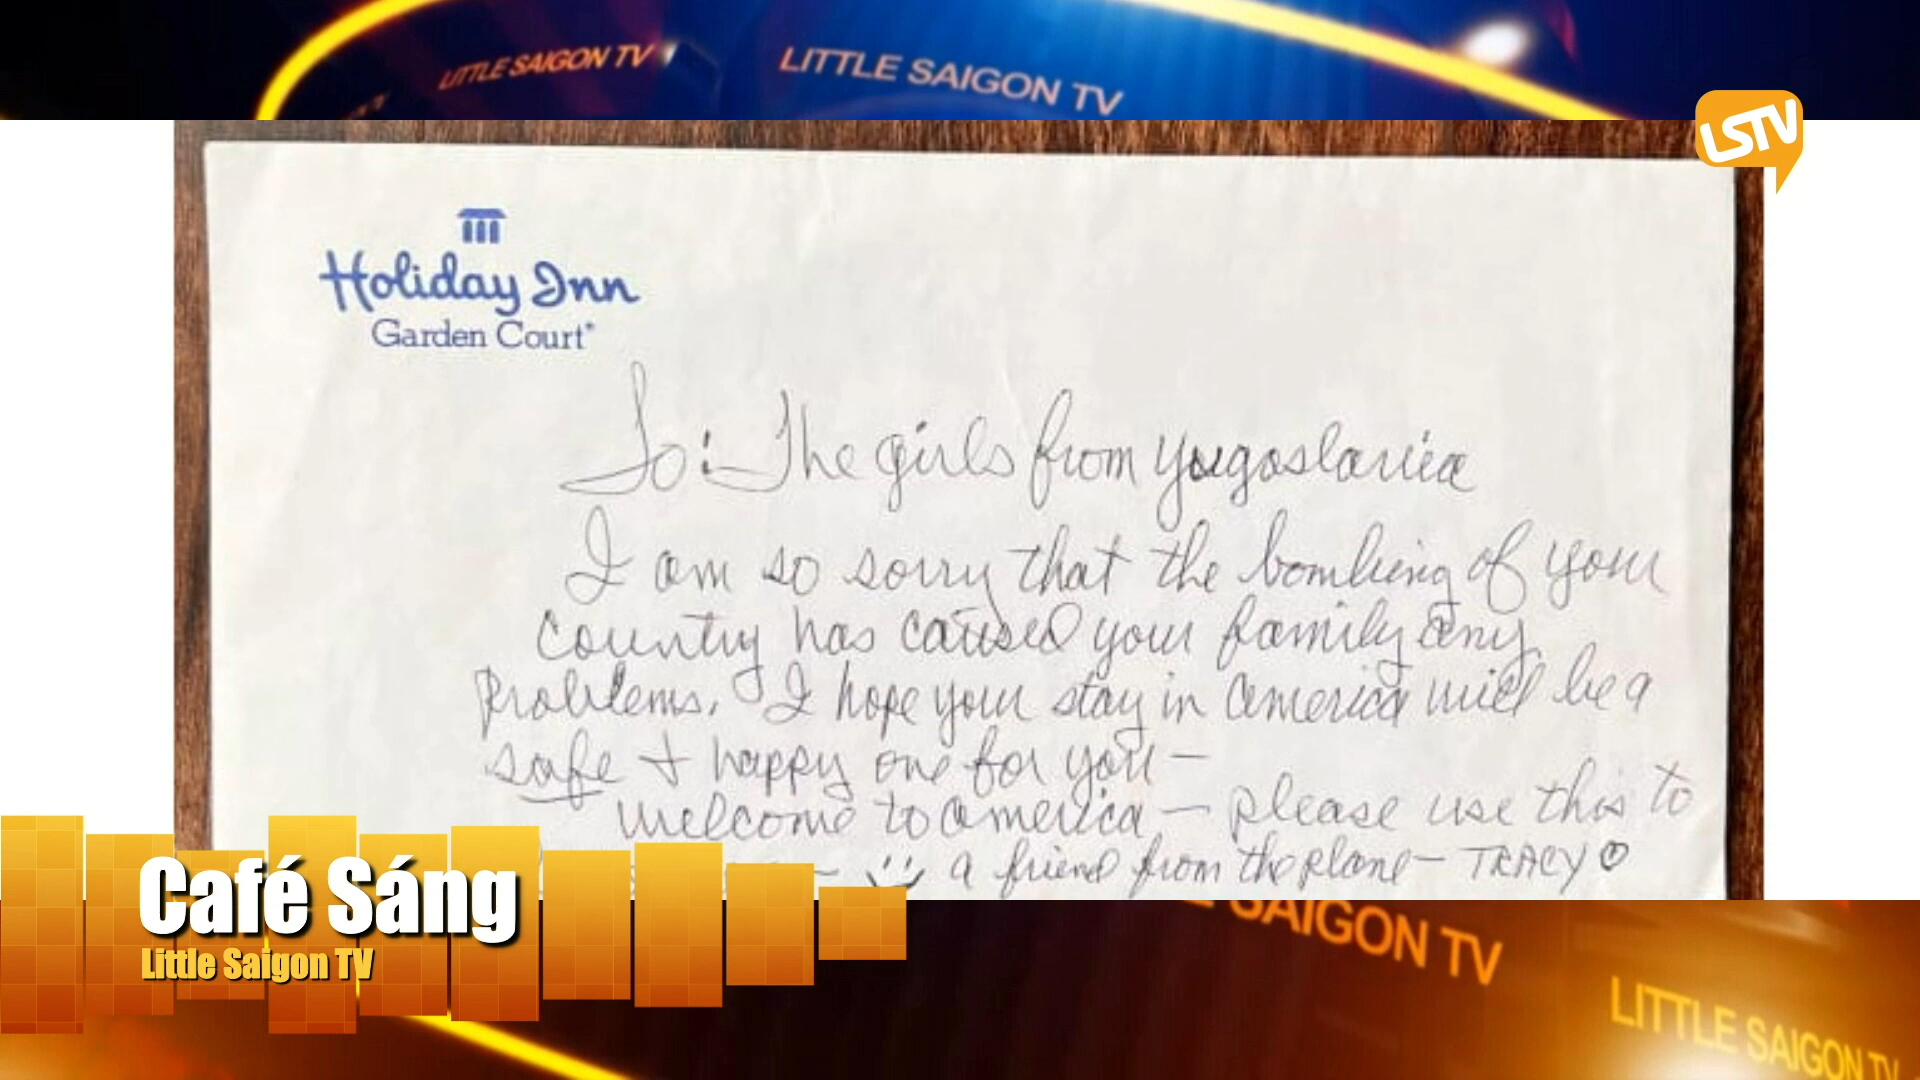 LITTLE SAIGON TV
LITTLE SAIGON TV
LSTV
Holiday Inn
Garden Court
To: The girls from Yugoslavia
I am so sorry that the bombing of your
country has caused your family any
problems. I hope your stay in America will be a
safe + happy one for you –
Welcome to America – please use this to
a friend from the plane – TRACY
Café Sáng
Little Saigon TV
SAIGON TV
LITTLE SAIGON TV